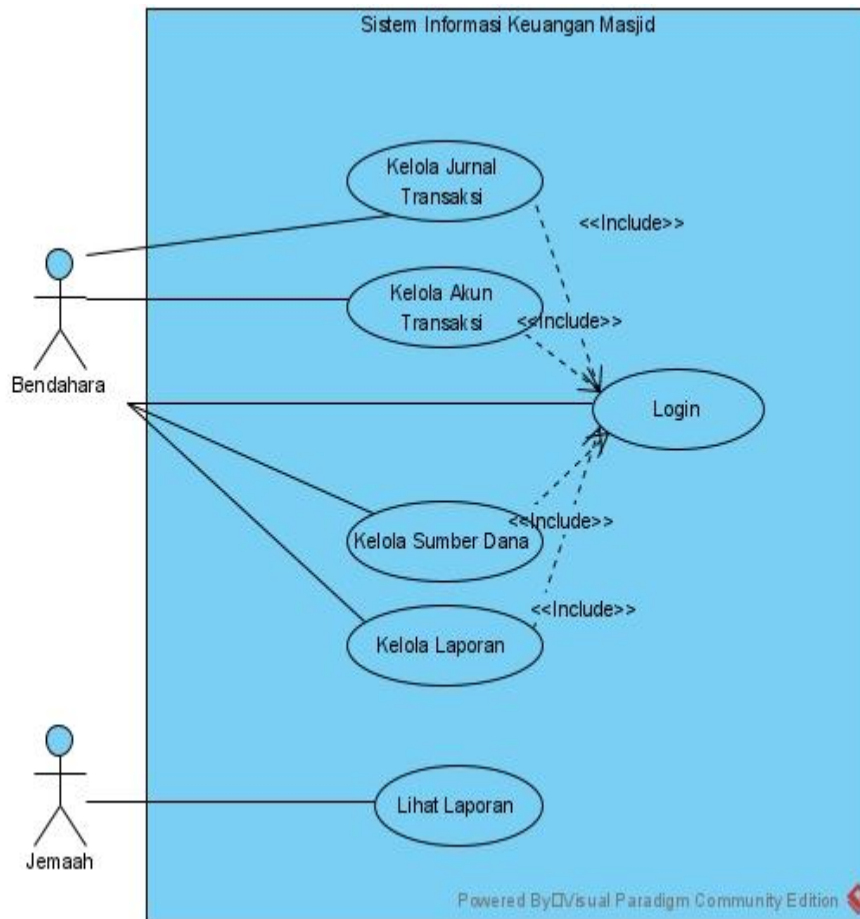 Sistem Informasi Keuangan Masjid
Kelola Jurnal
Transaksi
<<Include>>
Kelola Akun
Transaksi
<<Include>>
Bendahara
Login
Kelola Sumber Dana
<<Include>>
<<Include>>
Kelola Laporan
Lihat Laporan
Jemaah
Powered By□Visual Paradigm Community Edition